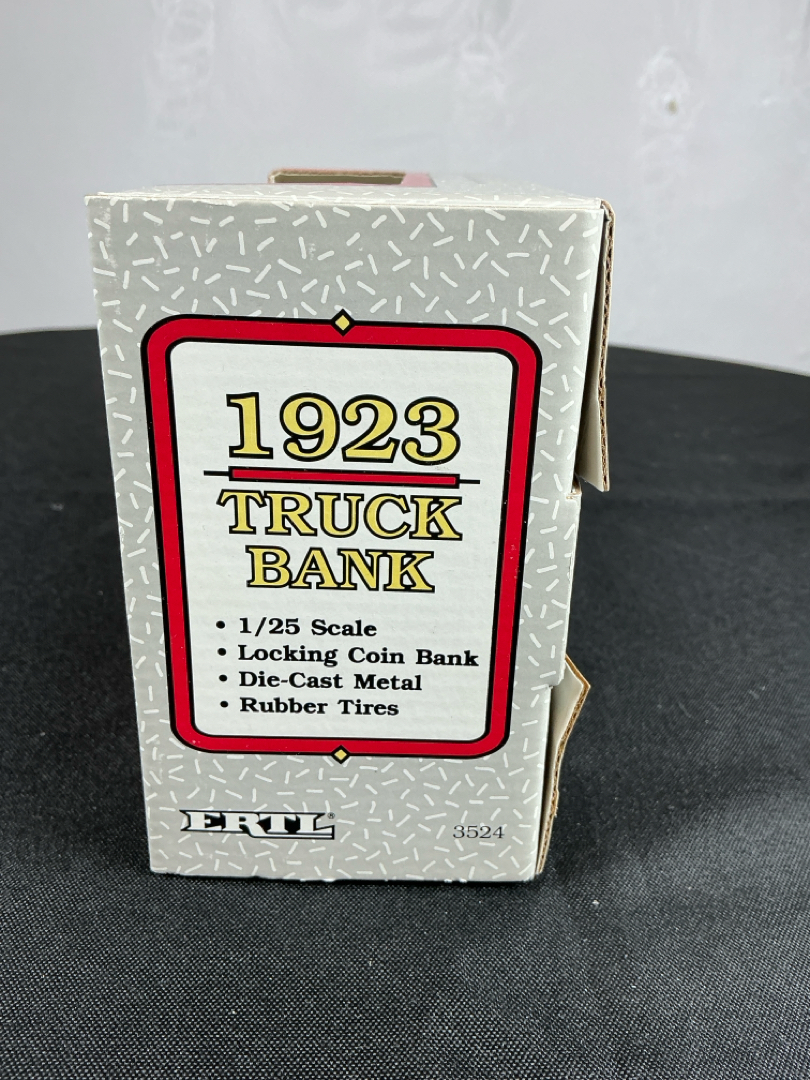 1923
TRUCK
BANK
• 1/25 Scale
• Locking Coin Bank
• Die-Cast Metal
• Rubber Tires
ERTL®
3524